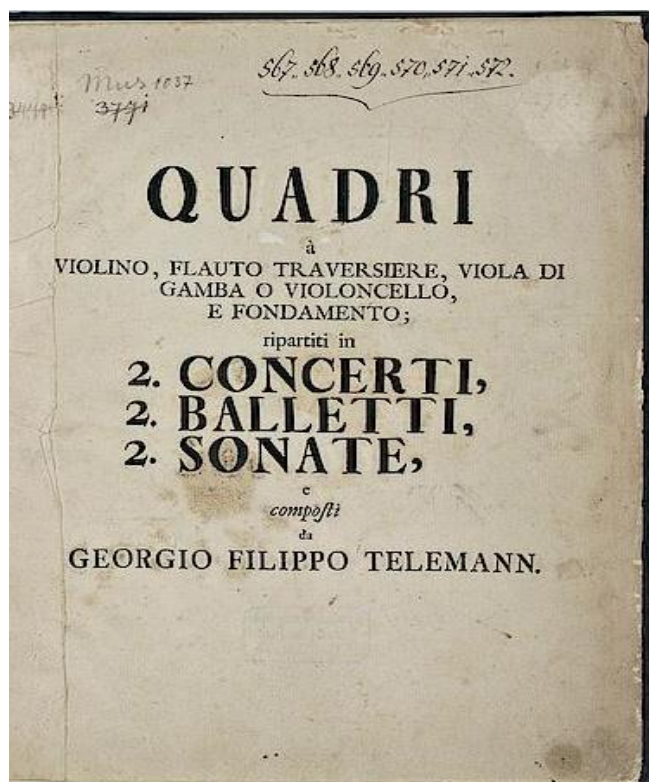 567. 568. 569. 570. 571. 572.
Mus 1037
3771
QUADRI
à
VIOLINO, FLAUTO TRAVERSIERE, VIOLA DI
GAMBA O VIOLONCELLO,
E FONDAMENTO;
ripartiti in
2. CONCERTI,
2. BALLETTI,
2. SONATE,
e
compoſti
da
GEORGIO FILIPPO TELEMANN.